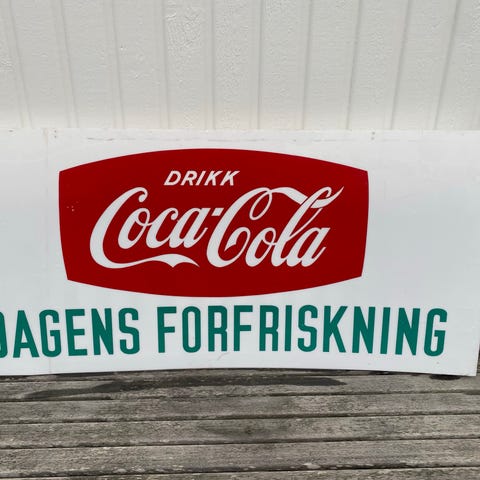 DRIKK
Coca-Cola
DAGENS FORFRISKNING